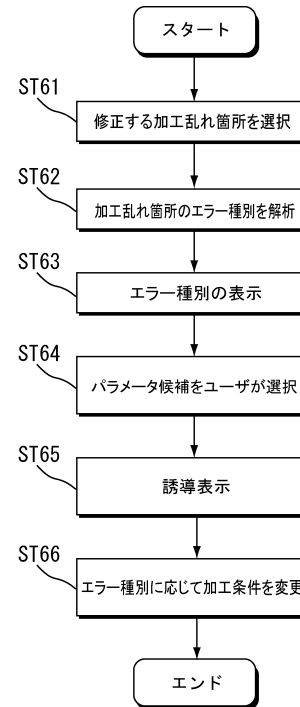 スタート
ST61
修正する加工乱れ箇所を選択
ST62
加工乱れ箇所のエラー種別を解析
ST63
エラー種別の表示
ST64
パラメータ候補をユーザが選択
ST65
誘導表示
ST66
エラー種別に応じて加工条件を変更
エンド